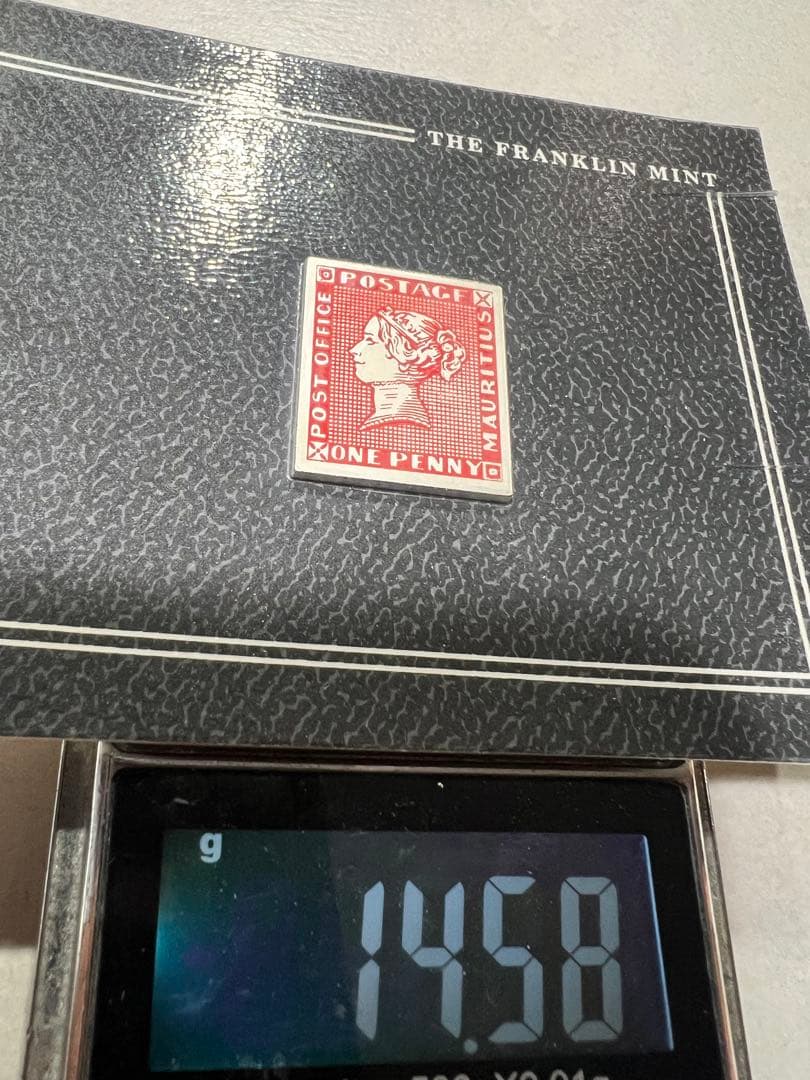 THE FRANKLIN MINT
POSTAGE
POST OFFICE
MAURITIUS
ONE PENNY
g
14.58